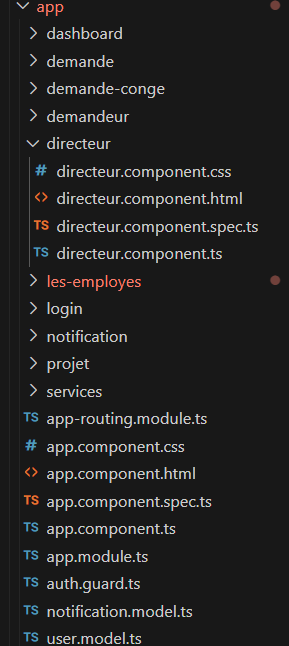 app
dashboard
demande
demande-conge
demandeur
directeur
# directeur.component.css
<> directeur.component.html
TS directeur.component.spec.ts
TS directeur.component.ts
les-employes
login
notification
projet
services
TS app-routing.module.ts
# app.component.css
<> app.component.html
TS app.component.spec.ts
TS app.component.ts
TS app.module.ts
TS auth.guard.ts
TS notification.model.ts
TS user.model.ts